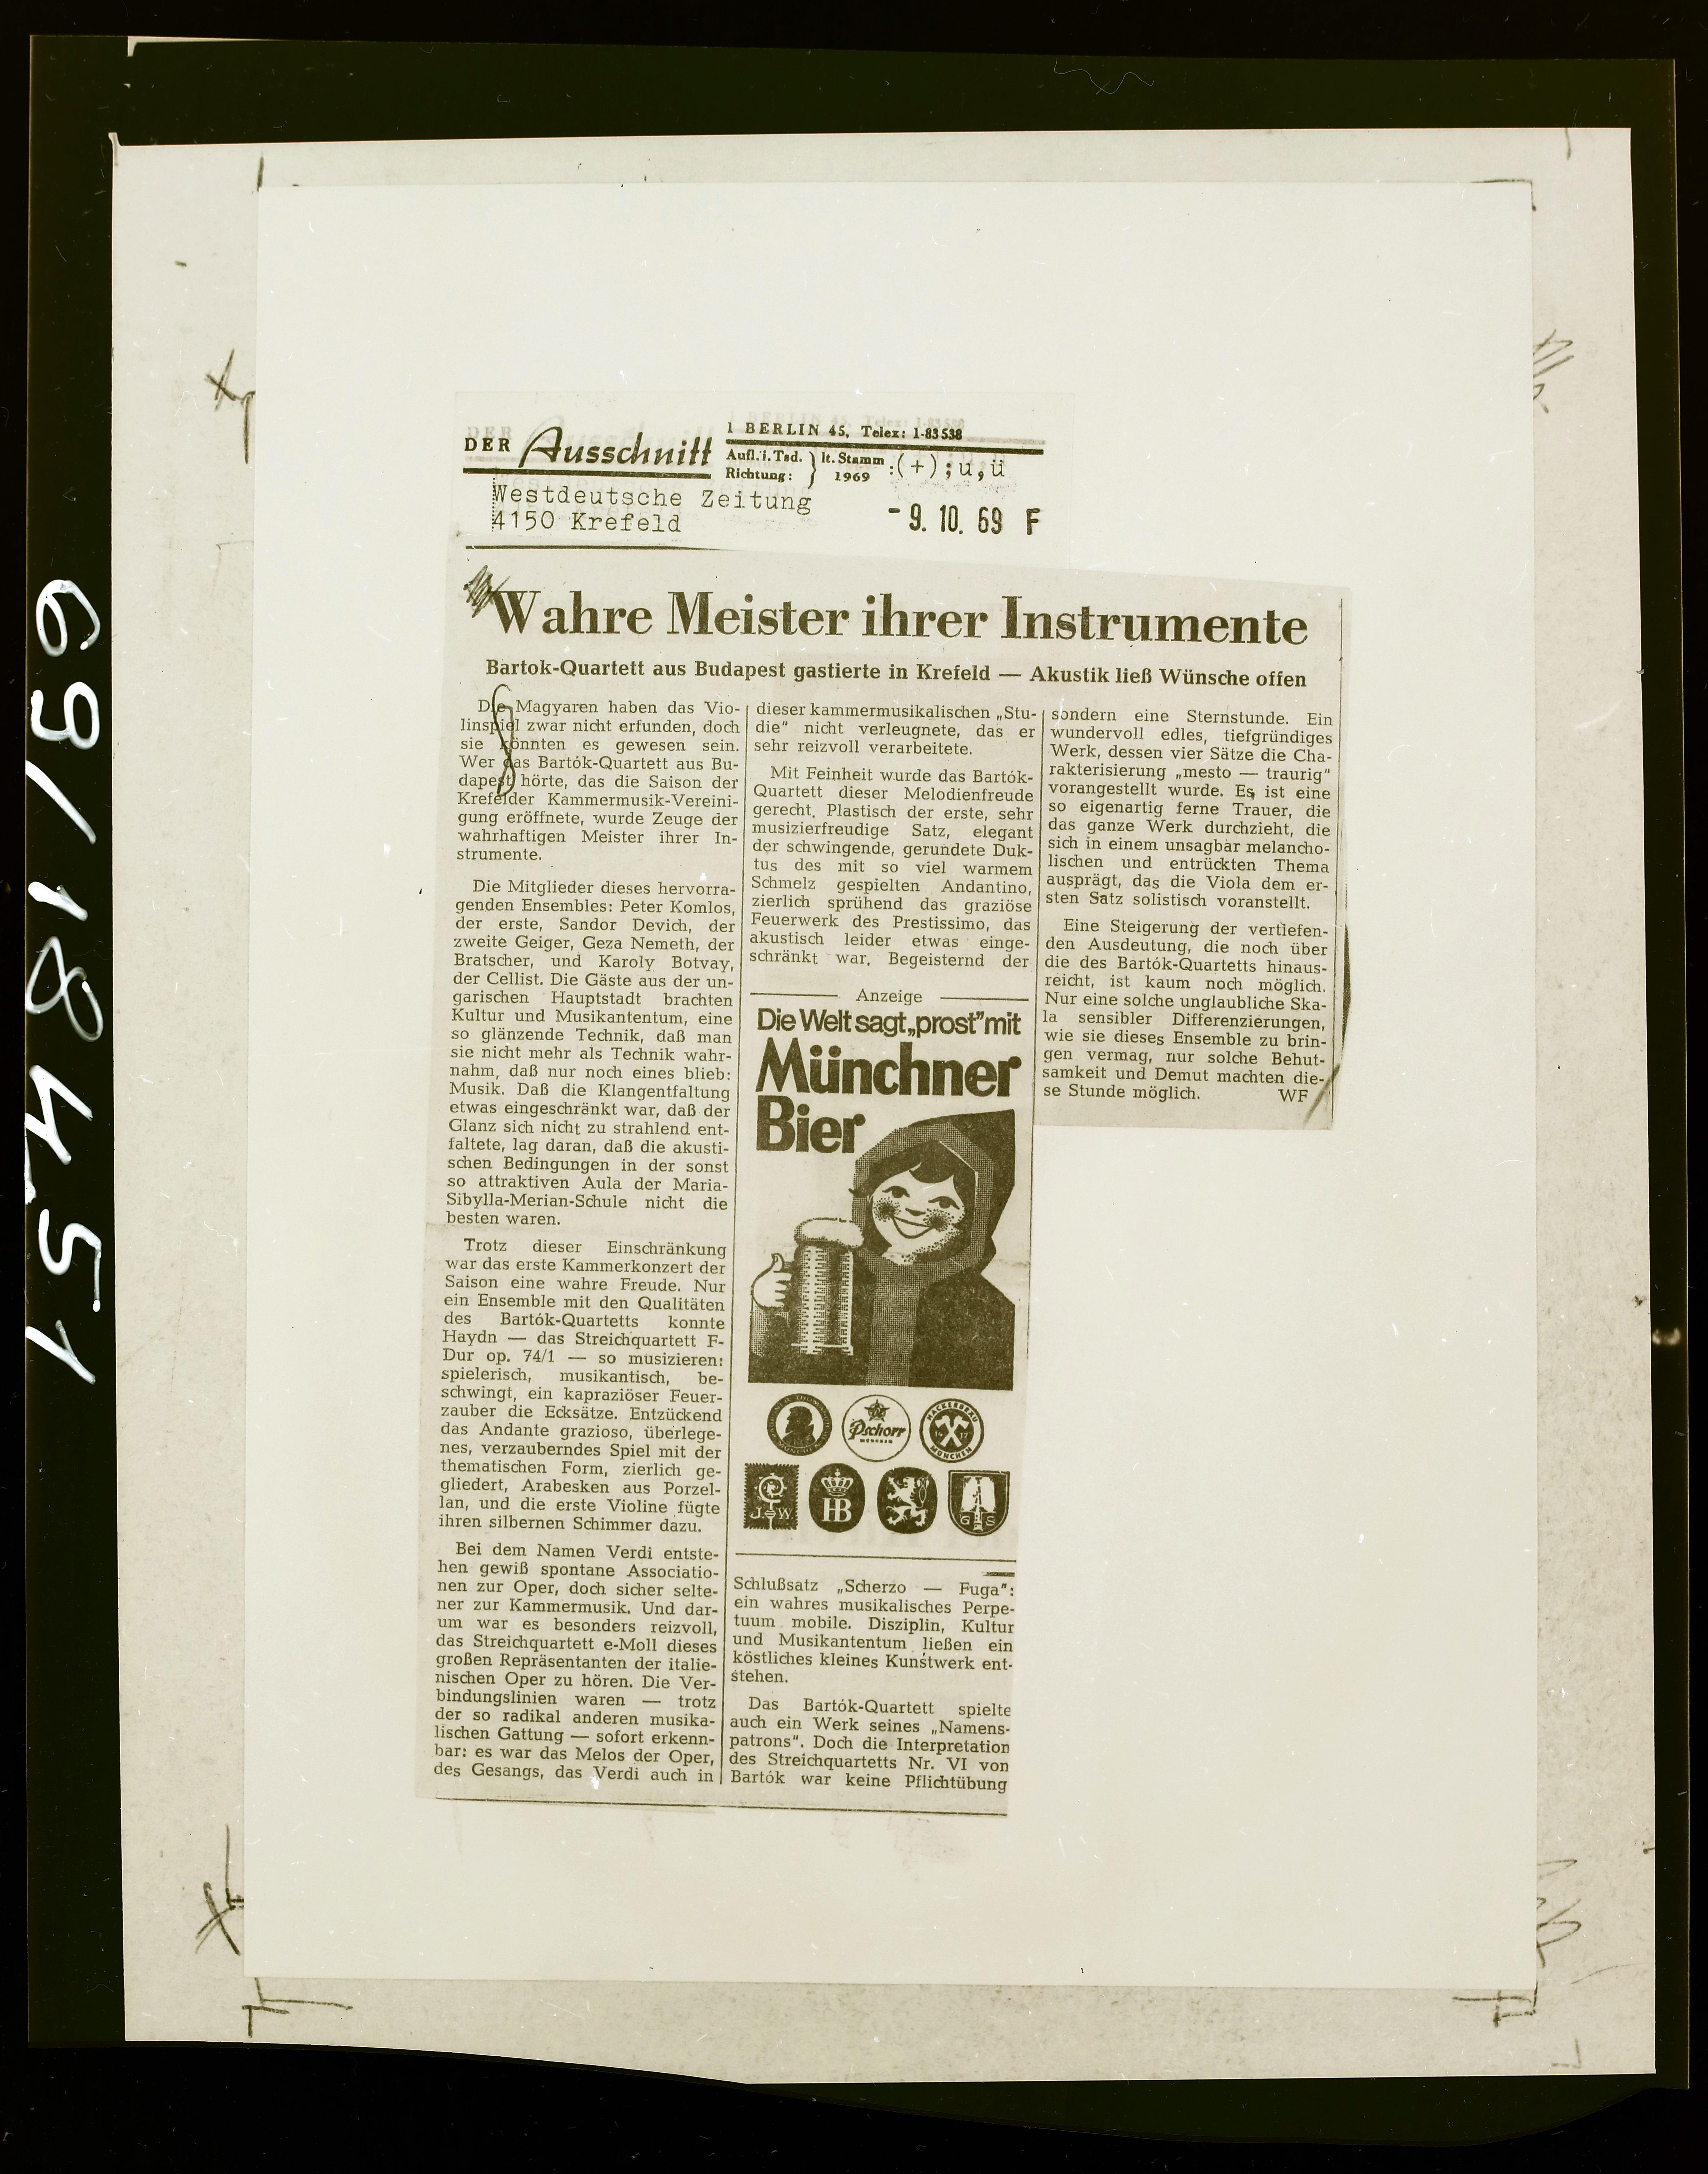 DER Ausschnitt
1 BERLIN 45, Telex: 1-83538
Aufl. i. Tsd. } lt. Stamm :(+) ; u, ü
Richtung: } 1969
Westdeutsche Zeitung
4150 Krefeld
-9. 10. 69 F
Wahre Meister ihrer Instrumente
Bartok-Quartett aus Budapest gastierte in Krefeld — Akustik ließ Wünsche offen
Die Magyaren haben das Vio-
linspiel zwar nicht erfunden, doch
sie könnten es gewesen sein.
Wer das Bartók-Quartett aus Bu-
dapest hörte, das die Saison der
Krefelder Kammermusik-Vereini-
gung eröffnete, wurde Zeuge der
wahrhaftigen Meister ihrer In-
strumente.
Die Mitglieder dieses hervorra-
genden Ensembles: Peter Komlos,
der erste, Sandor Devich, der
zweite Geiger, Geza Nemeth, der
Bratscher, und Karoly Botvay,
der Cellist. Die Gäste aus der un-
garischen Hauptstadt brachten
Kultur und Musikantentum, eine
so glänzende Technik, daß man
sie nicht mehr als Technik wahr-
nahm, daß nur noch eines blieb:
Musik. Daß die Klangentfaltung
etwas eingeschränkt war, daß der
Glanz sich nicht zu strahlend ent-
faltete, lag daran, daß die akusti-
schen Bedingungen in der sonst
so attraktiven Aula der Maria-
Sibylla-Merian-Schule nicht die
besten waren.
Trotz dieser Einschränkung
war das erste Kammerkonzert der
Saison eine wahre Freude. Nur
ein Ensemble mit den Qualitäten
des Bartók-Quartetts konnte
Haydn — das Streichquartett F-
Dur op. 74/1 — so musizieren:
spielerisch, musikantisch, be-
schwingt, ein kapraziöser Feuer-
zauber die Ecksätze. Entzückend
das Andante grazioso, überlege-
nes, verzauberndes Spiel mit der
thematischen Form, zierlich ge-
gliedert, Arabesken aus Porzel-
lan, und die erste Violine fügte
ihren silbernen Schimmer dazu.
Bei dem Namen Verdi entste-
hen gewiß spontane Associatio-
nen zur Oper, doch sicher selte-
ner zur Kammermusik. Und dar-
um war es besonders reizvoll,
das Streichquartett e-Moll dieses
großen Repräsentanten der italie-
nischen Oper zu hören. Die Ver-
bindungslinien waren — trotz
der so radikal anderen musika-
lischen Gattung — sofort erkenn-
bar: es war das Melos der Oper,
des Gesangs, das Verdi auch in
dieser kammermusikalischen „Stu-
die" nicht verleugnete, das er
sehr reizvoll verarbeitete.
Mit Feinheit wurde das Bartók-
Quartett dieser Melodienfreude
gerecht. Plastisch der erste, sehr
musizierfreudige Satz, elegant
der schwingende, gerundete Duk-
tus des mit so viel warmem
Schmelz gespielten Andantino,
zierlich sprühend das graziöse
Feuerwerk des Prestissimo, das
akustisch leider etwas einge-
schränkt war. Begeisternd der
Anzeige
Die Welt sagt „prost" mit
Münchner
Bier
Pschorr
MÜNCHEN
HACKERBRÄU
1417
MÜNCHEN
J. W
HB
G S
Schlußsatz „Scherzo — Fuga":
ein wahres musikalisches Perpe-
tuum mobile. Disziplin, Kultur
und Musikantentum ließen ein
köstliches kleines Kunstwerk ent-
stehen.
Das Bartók-Quartett spielte
auch ein Werk seines „Namens-
patrons". Doch die Interpretation
des Streichquartetts Nr. VI von
Bartók war keine Pflichtübung
sondern eine Sternstunde. Ein
wundervoll edles, tiefgründiges
Werk, dessen vier Sätze die Cha-
rakterisierung „mesto — traurig"
vorangestellt wurde. Es ist eine
so eigenartig ferne Trauer, die
das ganze Werk durchzieht, die
sich in einem unsagbar melancho-
lischen und entrückten Thema
ausprägt, das die Viola dem er-
sten Satz solistisch voranstellt.
Eine Steigerung der vertiefen-
den Ausdeutung, die noch über
die des Bartók-Quartetts hinaus-
reicht, ist kaum noch möglich.
Nur eine solche unglaubliche Ska-
la sensibler Differenzierungen,
wie sie dieses Ensemble zu brin-
gen vermag, nur solche Behut-
samkeit und Demut machten die-
se Stunde möglich. WF
69/18451